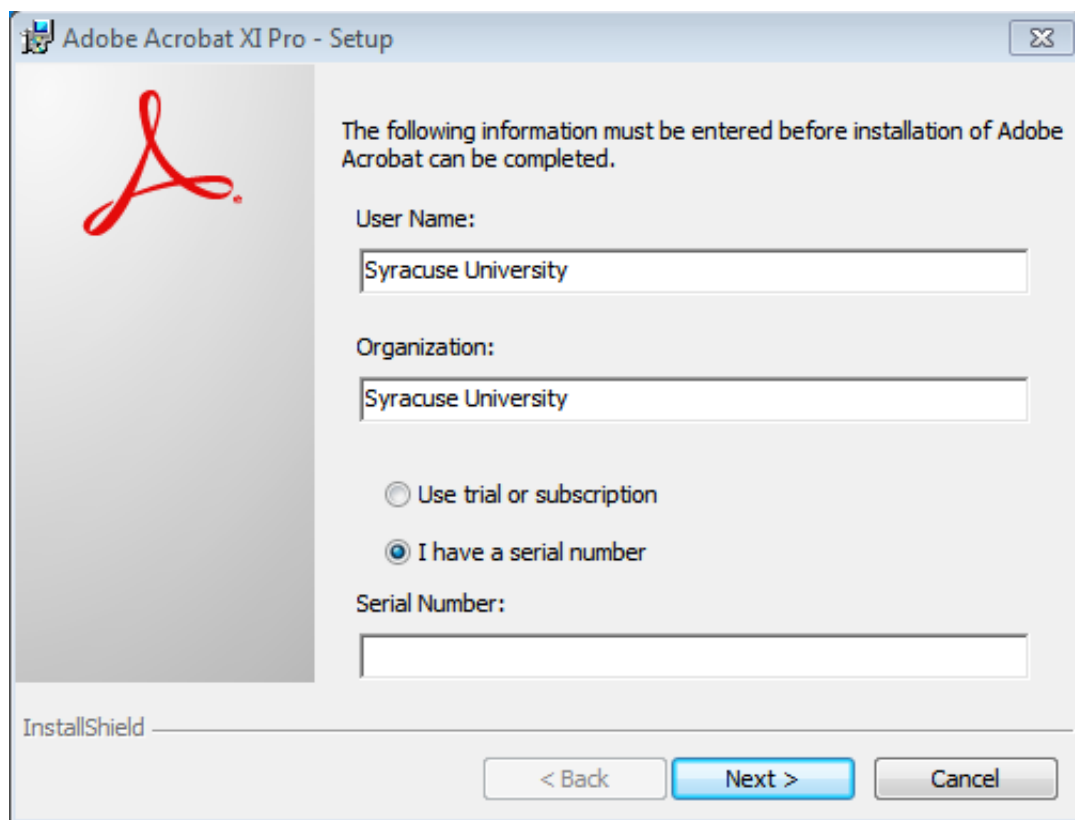 Adobe Acrobat XI Pro - Setup
The following information must be entered before installation of Adobe
Acrobat can be completed.
User Name:
Syracuse University
Organization:
Syracuse University
Use trial or subscription
I have a serial number
Serial Number:
InstallShield
< Back Next > Cancel